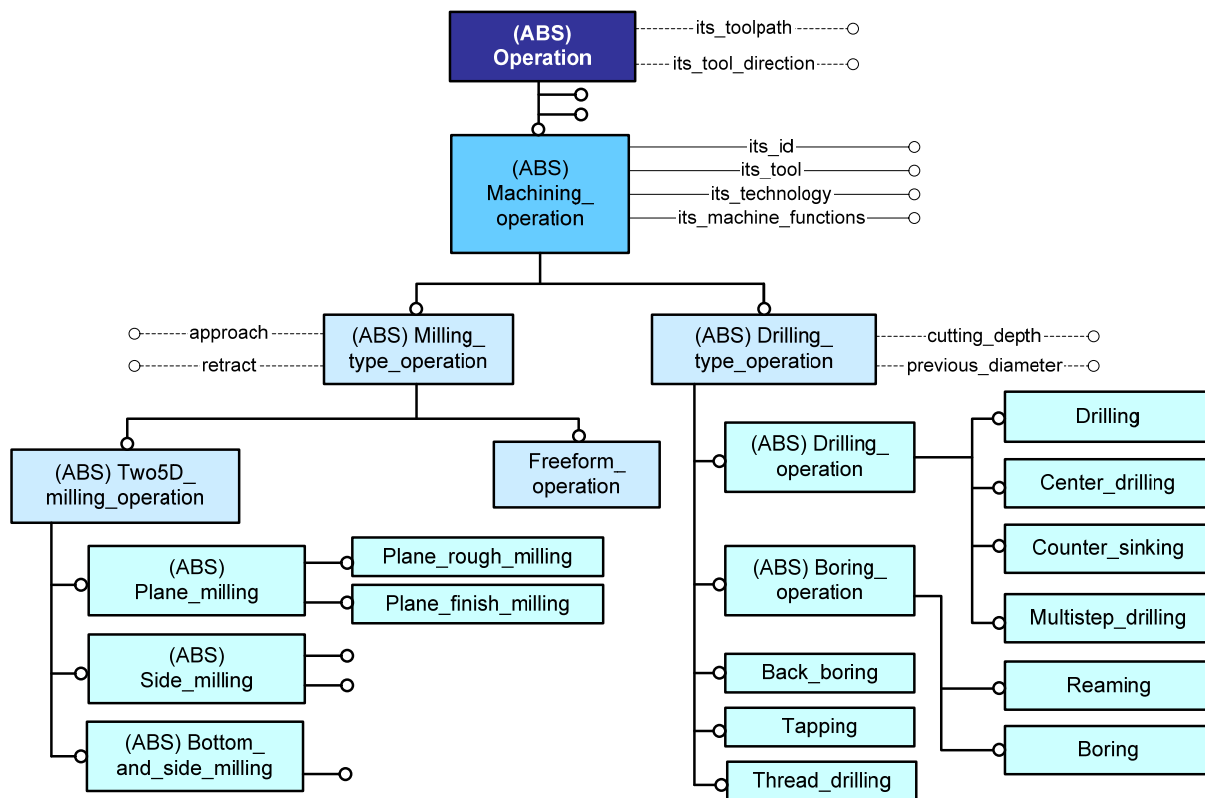 (ABS)
Operation
its_toolpath
its_tool_direction
(ABS)
Machining_
operation
its_id
its_tool
its_technology
its_machine_functions
approach
retract
(ABS) Milling_
type_operation
(ABS) Drilling_
type_operation
cutting_depth
previous_diameter
(ABS) Two5D_
milling_operation
Freeform_
operation
(ABS)
Plane_milling
Plane_rough_milling
Plane_finish_milling
(ABS)
Side_milling
(ABS) Bottom_
and_side_milling
(ABS) Drilling_
operation
Drilling
Center_drilling
Counter_sinking
Multistep_drilling
(ABS) Boring_
operation
Reaming
Boring
Back_boring
Tapping
Thread_drilling